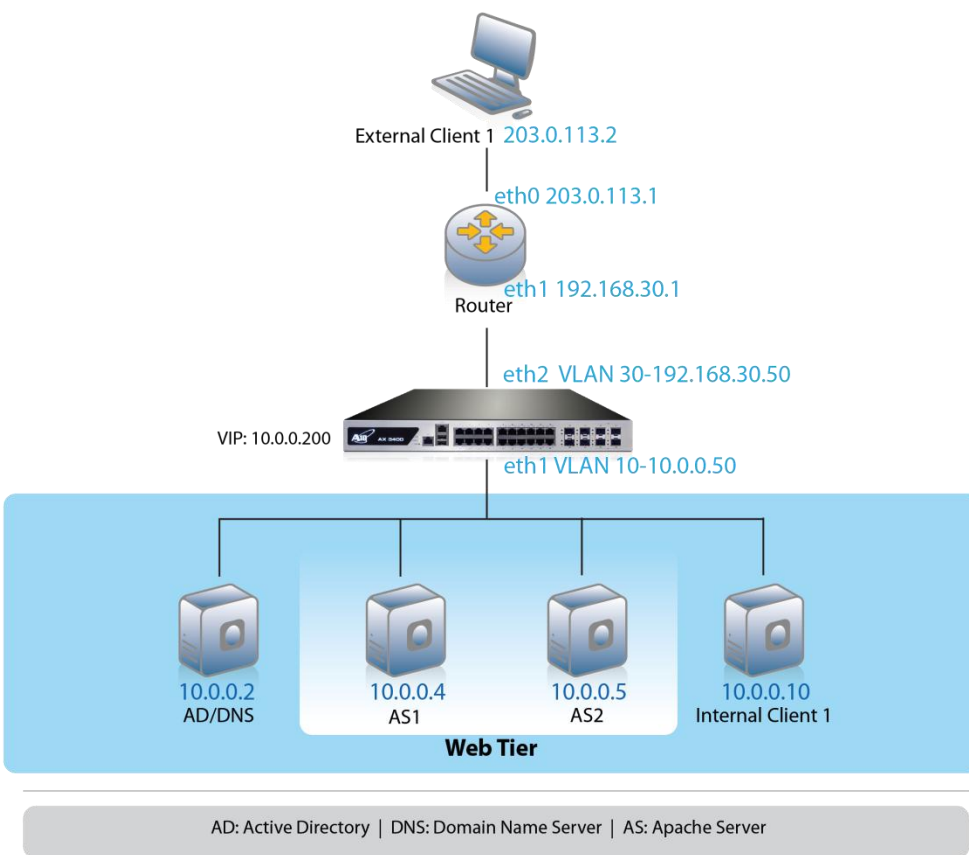 External Client 1 203.0.113.2
eth0 203.0.113.1
eth1 192.168.30.1
Router
eth2 VLAN 30-192.168.30.50
VIP: 10.0.0.200
A10 AX 3400
eth1 VLAN 10-10.0.0.50
10.0.0.2
AD/DNS
10.0.0.4
AS1
10.0.0.5
AS2
10.0.0.10
Internal Client 1
Web Tier
AD: Active Directory | DNS: Domain Name Server | AS: Apache Server